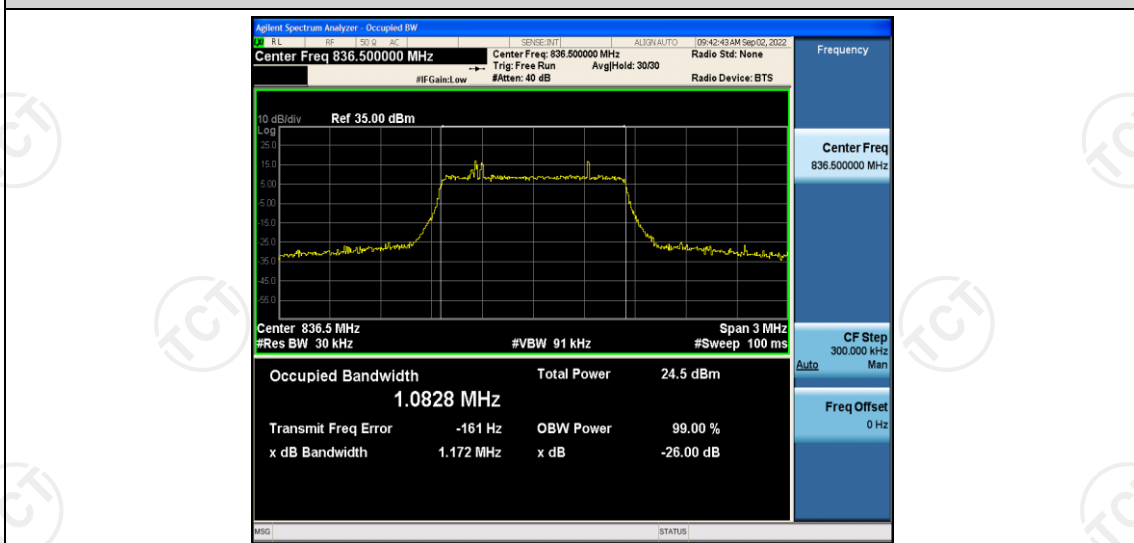 Agilent Spectrum Analyzer - Occupied BW
RL RF 50 Ω AC SENSE:INT ALIGN AUTO 09:42:43 AM Sep 02, 2022
Center Freq 836.500000 MHz
Center Freq: 836.500000 MHz Radio Std: None
Trig: Free Run Avg|Hold: 30/30
#IFGain:Low #Atten: 40 dB Radio Device: BTS
Frequency
10 dB/div Ref 35.00 dBm
Log
25.0
15.0
5.00
-5.00
-15.0
-25.0
-35.0
-45.0
-55.0
Center 836.5 MHz Span 3 MHz
#Res BW 30 kHz #VBW 91 kHz #Sweep 100 ms
Center Freq
836.500000 MHz
CF Step
300.000 kHz
Auto Man
Freq Offset
0 Hz
Occupied Bandwidth Total Power 24.5 dBm
1.0828 MHz
Transmit Freq Error -161 Hz OBW Power 99.00 %
x dB Bandwidth 1.172 MHz x dB -26.00 dB
MSG STATUS
TCT
TCT
TCT
TCT
TCT
TCT